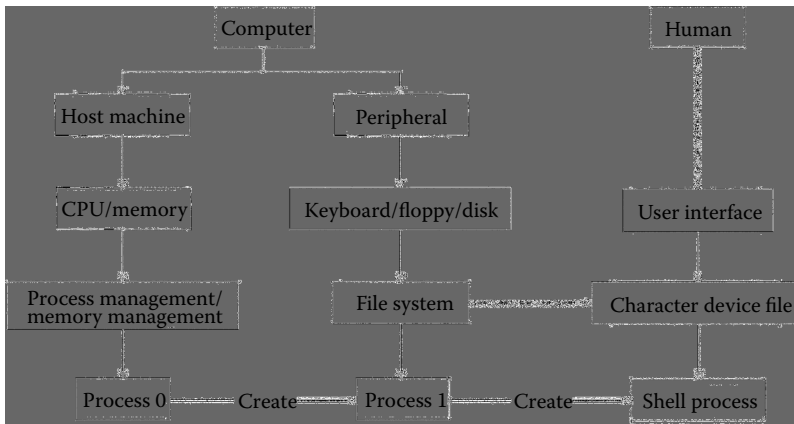 Computer
Human
Host machine
Peripheral
CPU/memory
Keyboard/floppy/disk
User interface
Process management/
memory management
File system
Character device file
Process 0
Create
Process 1
Create
Shell process